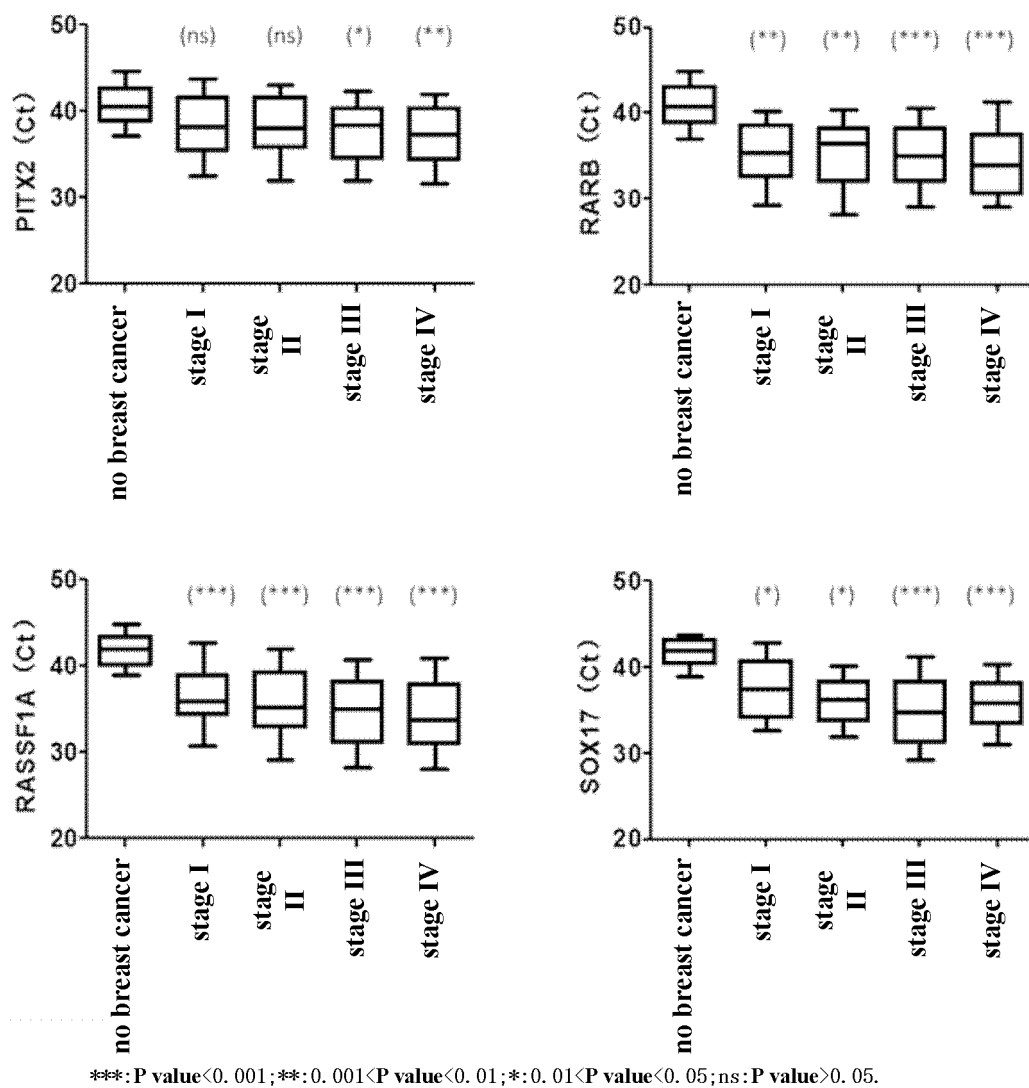 50
40
30
20
PITX2 (Ct)
(ns)
(ns)
(*)
(**)
no breast cancer
stage I
stage
II
stage III
stage IV
50
40
30
20
RARB (Ct)
(**)
(**)
(***)
(***)
no breast cancer
stage I
stage
II
stage III
stage IV
50
40
30
20
RASSF1A (Ct)
(***)
(***)
(***)
(***)
no breast cancer
stage I
stage
II
stage III
stage IV
50
40
30
20
SOX17 (Ct)
(*)
(*)
(***)
(***)
no breast cancer
stage I
stage
II
stage III
stage IV
***:P value<0.001;**:0.001<P value<0.01;*:0.01<P value<0.05;ns:P value>0.05.